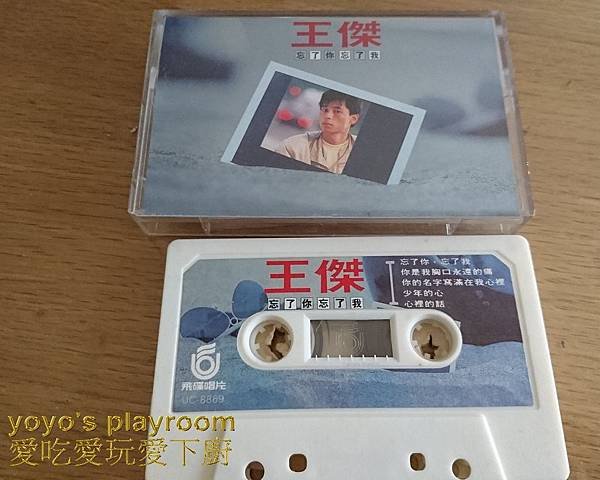 王傑
忘了你忘了我
王傑
忘了你忘了我
忘了你·忘了我
你是我胸口永遠的痛
你的名字寫滿在我心裡
少年的心
心裡的話
飛碟唱片
UC-8869
yoyo's playroom
愛吃愛玩愛下廚